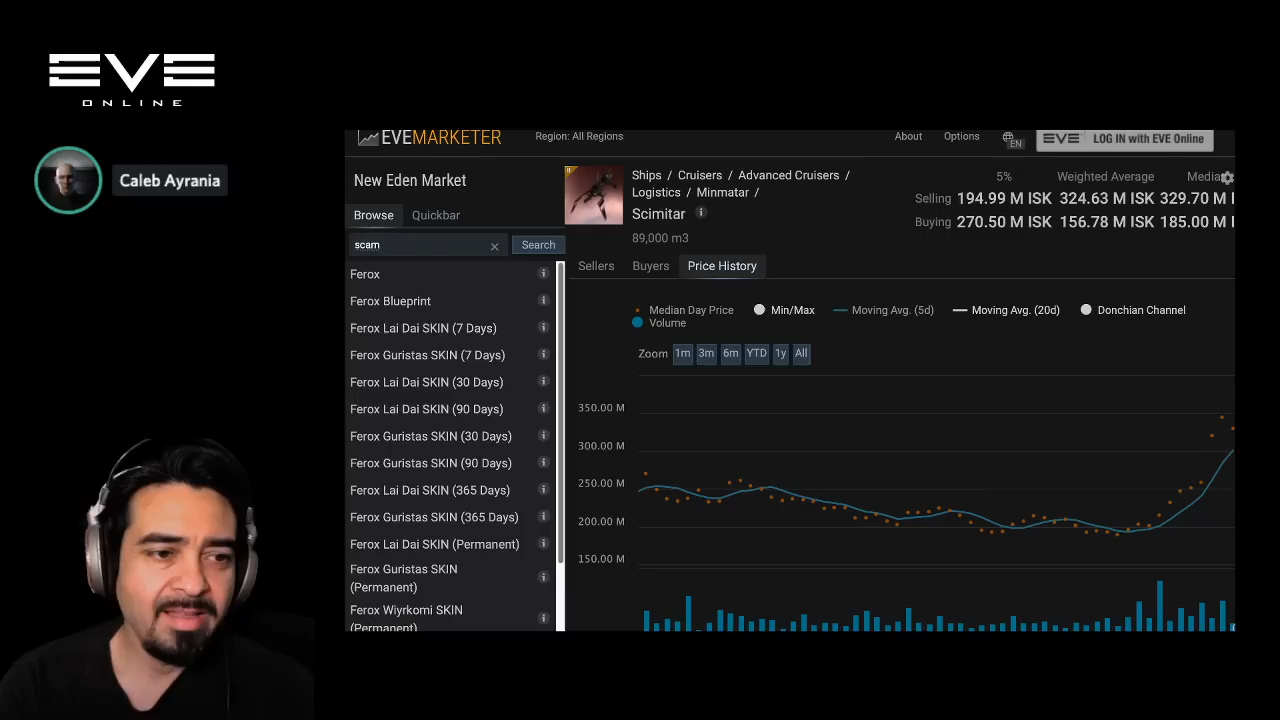 EVE
ONLINE
Caleb Ayrania
EVEMARKETER
Region: All Regions
About
Options
EN
EVE LOG IN with EVE Online
New Eden Market
Browse
Quickbar
scam
Search
Ferox
Ferox Blueprint
Ferox Lai Dai SKIN (7 Days)
Ferox Guristas SKIN (7 Days)
Ferox Lai Dai SKIN (30 Days)
Ferox Lai Dai SKIN (90 Days)
Ferox Guristas SKIN (30 Days)
Ferox Guristas SKIN (90 Days)
Ferox Lai Dai SKIN (365 Days)
Ferox Guristas SKIN (365 Days)
Ferox Lai Dai SKIN (Permanent)
Ferox Guristas SKIN
(Permanent)
Ferox Wiyrkomi SKIN
(Permanent)
Ships / Cruisers / Advanced Cruisers /
Logistics / Minmatar /
Scimitar
89,000 m3
5% Weighted Average Media
Selling 194.99 M ISK 324.63 M ISK 329.70 M I
Buying 270.50 M ISK 156.78 M ISK 185.00 M I
Sellers
Buyers
Price History
Median Day Price
Min/Max
Moving Avg. (5d)
Moving Avg. (20d)
Donchian Channel
Volume
Zoom 1m 3m 6m YTD 1y All
350.00 M
300.00 M
250.00 M
200.00 M
150.00 M